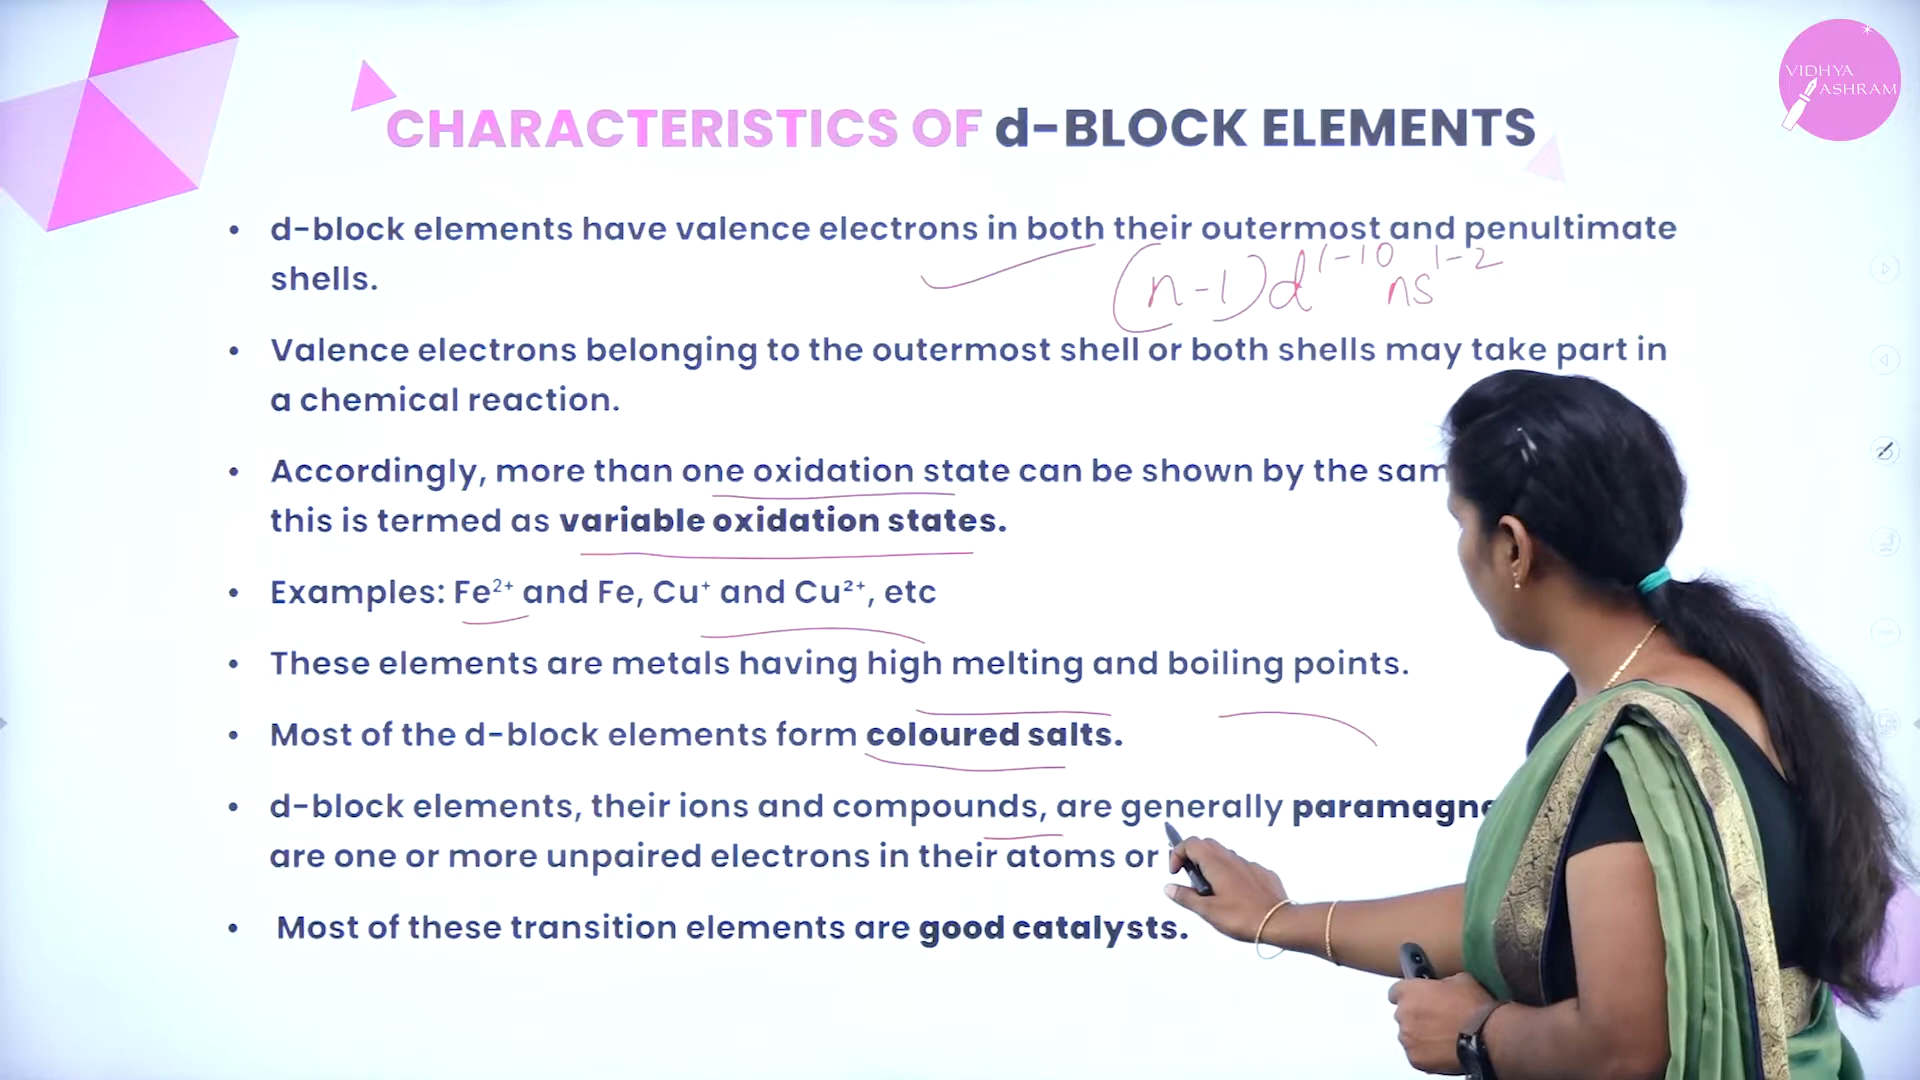 VIDHYA
ASHRAM
CHARACTERISTICS OF d-BLOCK ELEMENTS
• d-block elements have valence electrons in both their outermost and penultimate
shells.
(n-1)d¹⁻¹⁰ ns¹⁻²
• Valence electrons belonging to the outermost shell or both shells may take part in
a chemical reaction.
• Accordingly, more than one oxidation state can be shown by the
this is termed as variable oxidation states.
• Examples: Fe²⁺ and Fe, Cu⁺ and Cu²⁺, etc
• These elements are metals having high melting and boiling points.
• Most of the d-block elements form coloured salts.
• d-block elements, their ions and compounds, are generally
are one or more unpaired electrons in their atoms or
• Most of these transition elements are good catalysts.